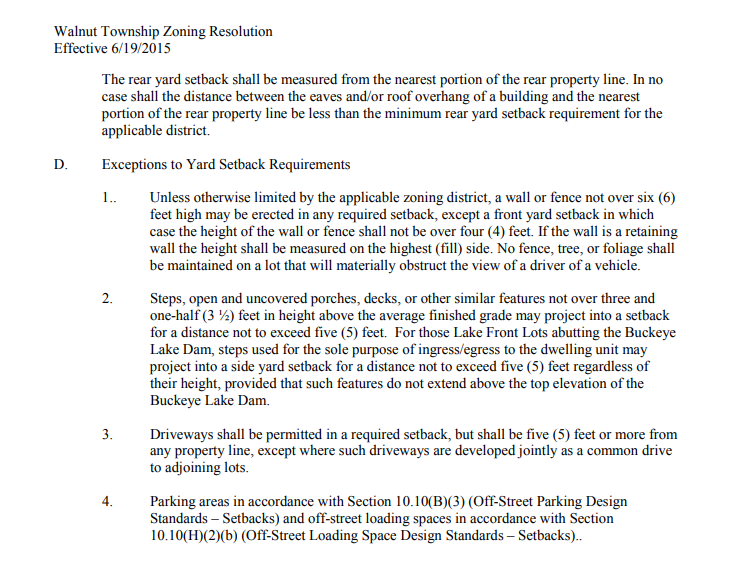 Walnut Township Zoning Resolution
Effective 6/19/2015
The rear yard setback shall be measured from the nearest portion of the rear property line. In no
case shall the distance between the eaves and/or roof overhang of a building and the nearest
portion of the rear property line be less than the minimum rear yard setback requirement for the
applicable district.
D. Exceptions to Yard Setback Requirements
1.. Unless otherwise limited by the applicable zoning district, a wall or fence not over six (6)
feet high may be erected in any required setback, except a front yard setback in which
case the height of the wall or fence shall not be over four (4) feet. If the wall is a retaining
wall the height shall be measured on the highest (fill) side. No fence, tree, or foliage shall
be maintained on a lot that will materially obstruct the view of a driver of a vehicle.
2. Steps, open and uncovered porches, decks, or other similar features not over three and
one-half (3 ½) feet in height above the average finished grade may project into a setback
for a distance not to exceed five (5) feet. For those Lake Front Lots abutting the Buckeye
Lake Dam, steps used for the sole purpose of ingress/egress to the dwelling unit may
project into a side yard setback for a distance not to exceed five (5) feet regardless of
their height, provided that such features do not extend above the top elevation of the
Buckeye Lake Dam.
3. Driveways shall be permitted in a required setback, but shall be five (5) feet or more from
any property line, except where such driveways are developed jointly as a common drive
to adjoining lots.
4. Parking areas in accordance with Section 10.10(B)(3) (Off-Street Parking Design
Standards – Setbacks) and off-street loading spaces in accordance with Section
10.10(H)(2)(b) (Off-Street Loading Space Design Standards – Setbacks)..